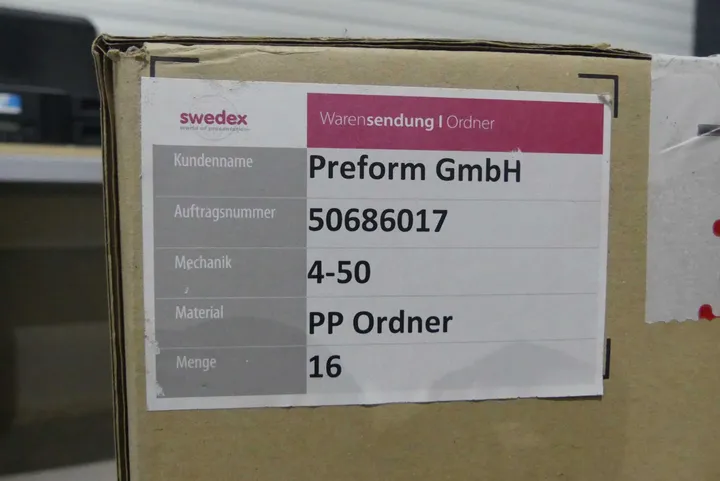 swedex
Warensendung | Ordner
Kundenname Preform GmbH
Auftragsnummer 50686017
Mechanik 4-50
Material PP Ordner
Menge 16